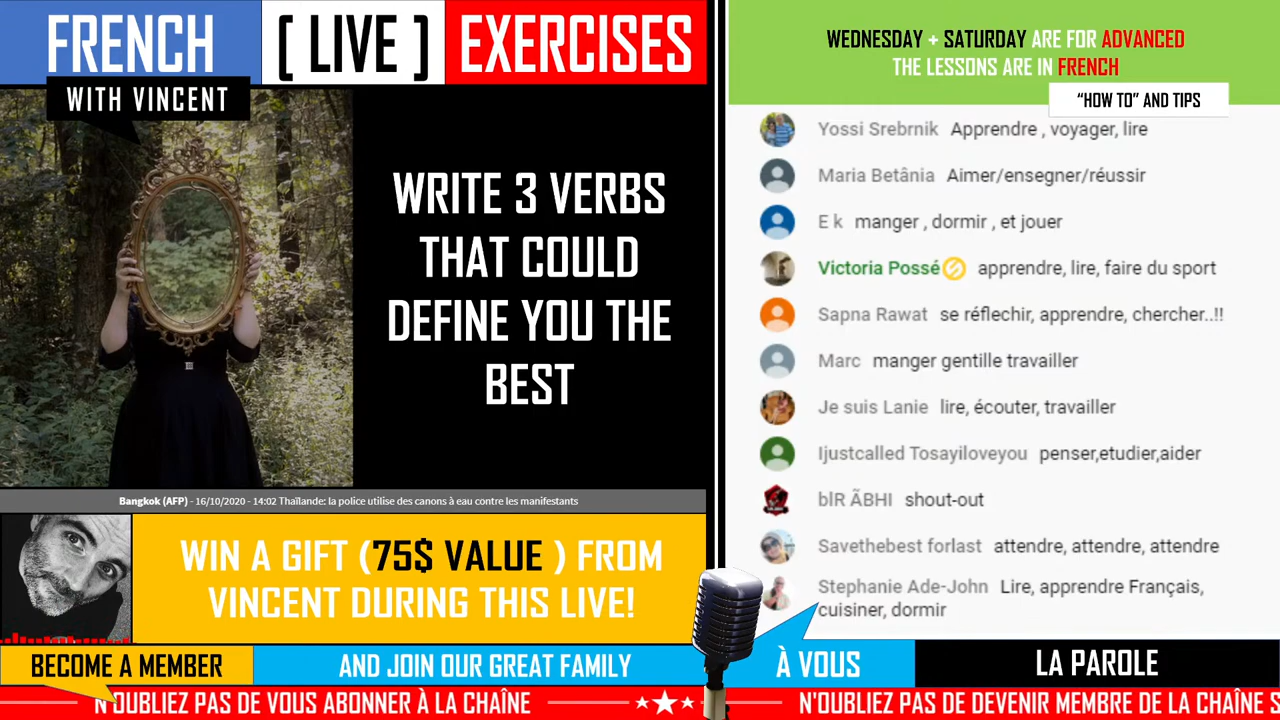 FRENCH [ LIVE ] EXERCISES
WITH VINCENT
WRITE 3 VERBS
THAT COULD
DEFINE YOU THE
BEST
Bangkok (AFP) - 16/10/2020 - 14:02 Thaïlande: la police utilise des canons à eau contre les manifestants
WIN A GIFT (75$ VALUE ) FROM
VINCENT DURING THIS LIVE!
BECOME A MEMBER
AND JOIN OUR GREAT FAMILY
WEDNESDAY + SATURDAY ARE FOR ADVANCED
THE LESSONS ARE IN FRENCH
“HOW TO” AND TIPS
Yossi Srebrnik Apprendre , voyager, lire
Maria Betânia Aimer/ensegner/réussir
E k manger , dormir , et jouer
Victoria Possé apprendre, lire, faire du sport
Sapna Rawat se réflechir, apprendre, chercher..!!
Marc manger gentille travailler
Je suis Lanie lire, écouter, travailler
Ijustcalled Tosayiloveyou penser,etudier,aider
blR ÃBHI shout-out
Savethebest forlast attendre, attendre, attendre
Stephanie Ade-John Lire, apprendre Français,
cuisiner, dormir
À VOUS LA PAROLE
N'OUBLIEZ PAS DE VOUS ABONNER À LA CHAÎNE
N'OUBLIEZ PAS DE DEVENIR MEMBRE DE LA CHAÎNE S